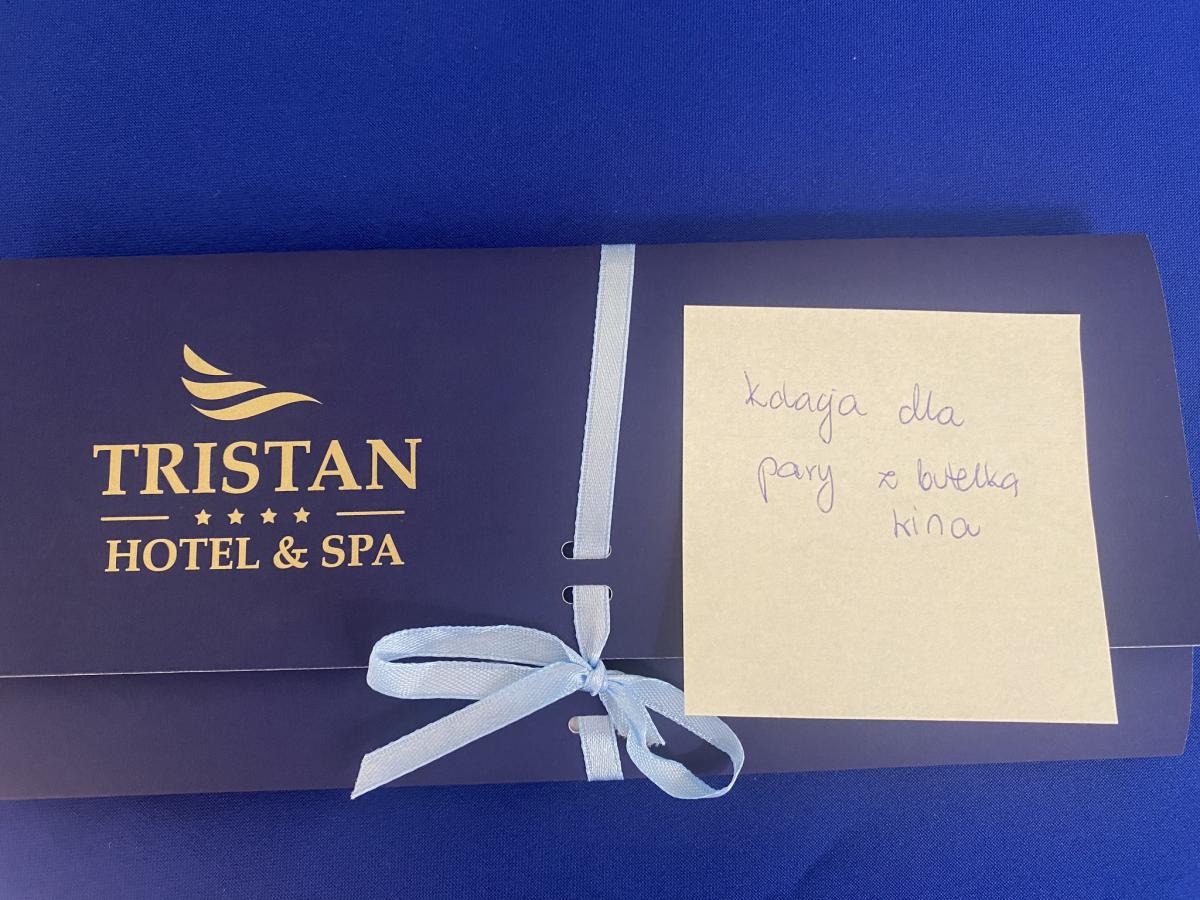 TRISTAN
HOTEL & SPA
kolacja dla
pary z butelką
wina